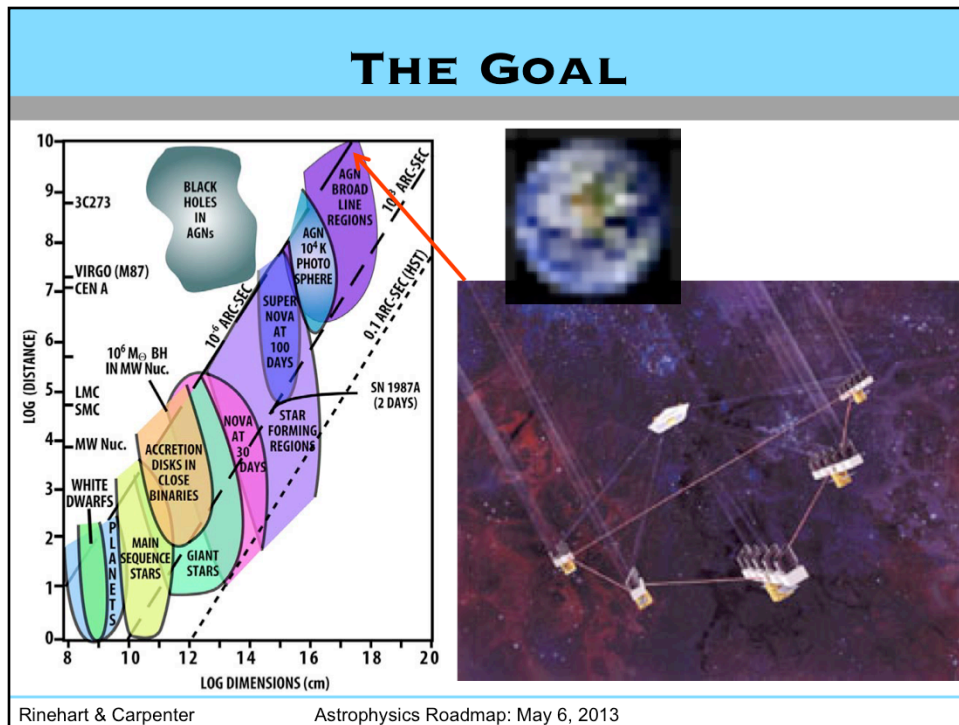 THE GOAL
10
9
8
7
6
5
4
3
2
1
0
3C273
VIRGO (M87)
CEN A
10⁶ M⊙ BH
IN MW Nuc.
LMC
SMC
MW Nuc.
LOG (DISTANCE)
BLACK
HOLES
IN
AGNs
AGN
BROAD
LINE
REGIONS
AGN
10⁴ K
PHOTO
SPHERE
SUPER
NOVA
AT
100
DAYS
10⁻⁶ ARC-SEC
10⁻³ ARC-SEC
0.1 ARC-SEC (HST)
SN 1987A
(2 DAYS)
STAR
FORMING
REGIONS
NOVA
AT
30
DAYS
ACCRETION
DISKS IN
CLOSE
BINARIES
WHITE
DWARFS
PLANETS
MAIN
SEQUENCE
STARS
GIANT
STARS
8 10 12 14 16 18 20
LOG DIMENSIONS (cm)
Rinehart & Carpenter Astrophysics Roadmap: May 6, 2013